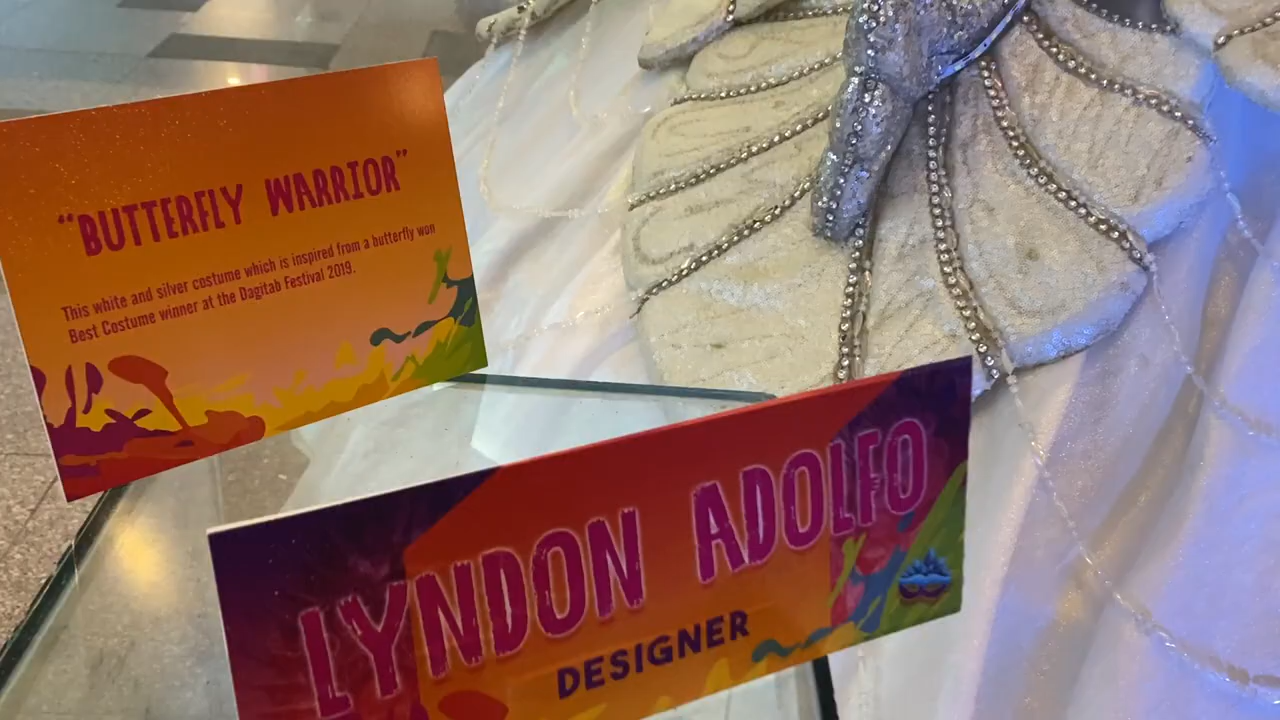 “BUTTERFLY WARRIOR”
This white and silver costume which is inspired from a butterfly won
Best Costume winner at the Dagitab Festival 2019.
LYNDON ADOLFO
DESIGNER